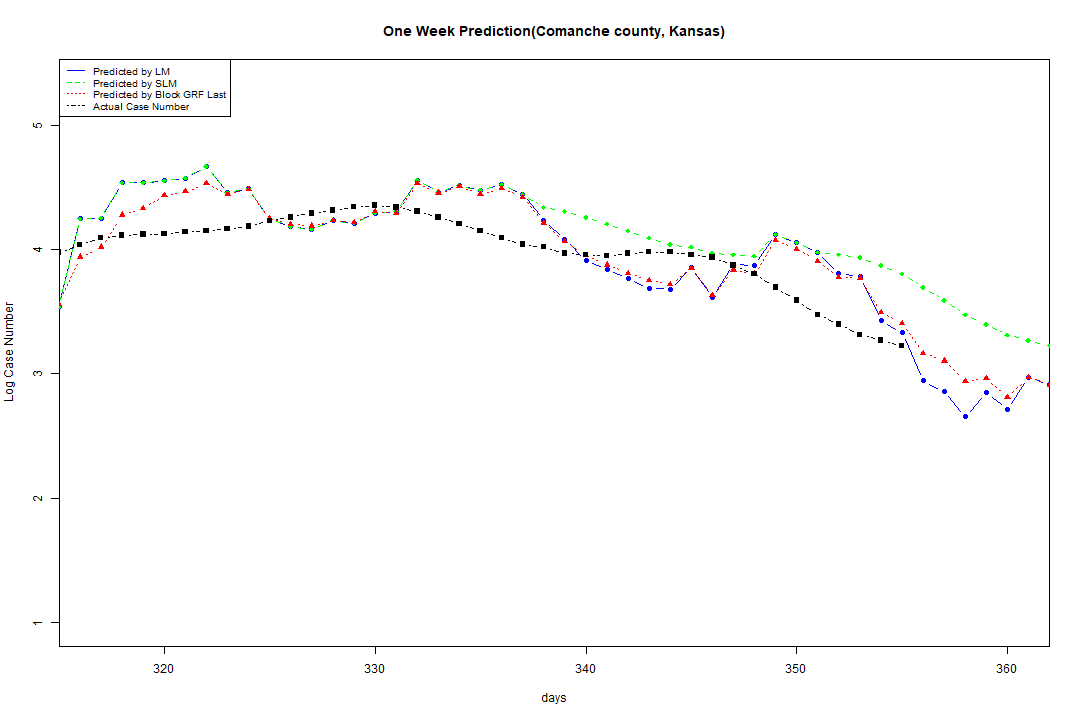 One Week Prediction(Comanche county, Kansas)
Predicted by LM
Predicted by SLM
Predicted by Block GRF Last
Actual Case Number
5
4
3
2
1
Log Case Number
320 330 340 350 360
days